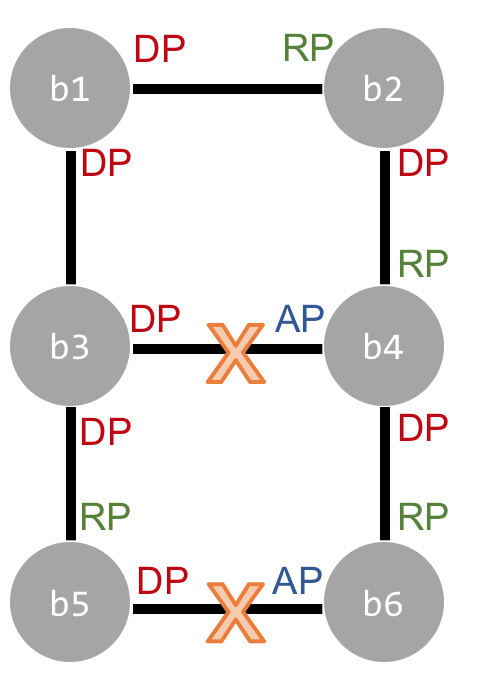 DP RP
b1 b2
DP DP
RP
DP AP
b3 X b4
DP DP
RP RP
DP AP
b5 X b6